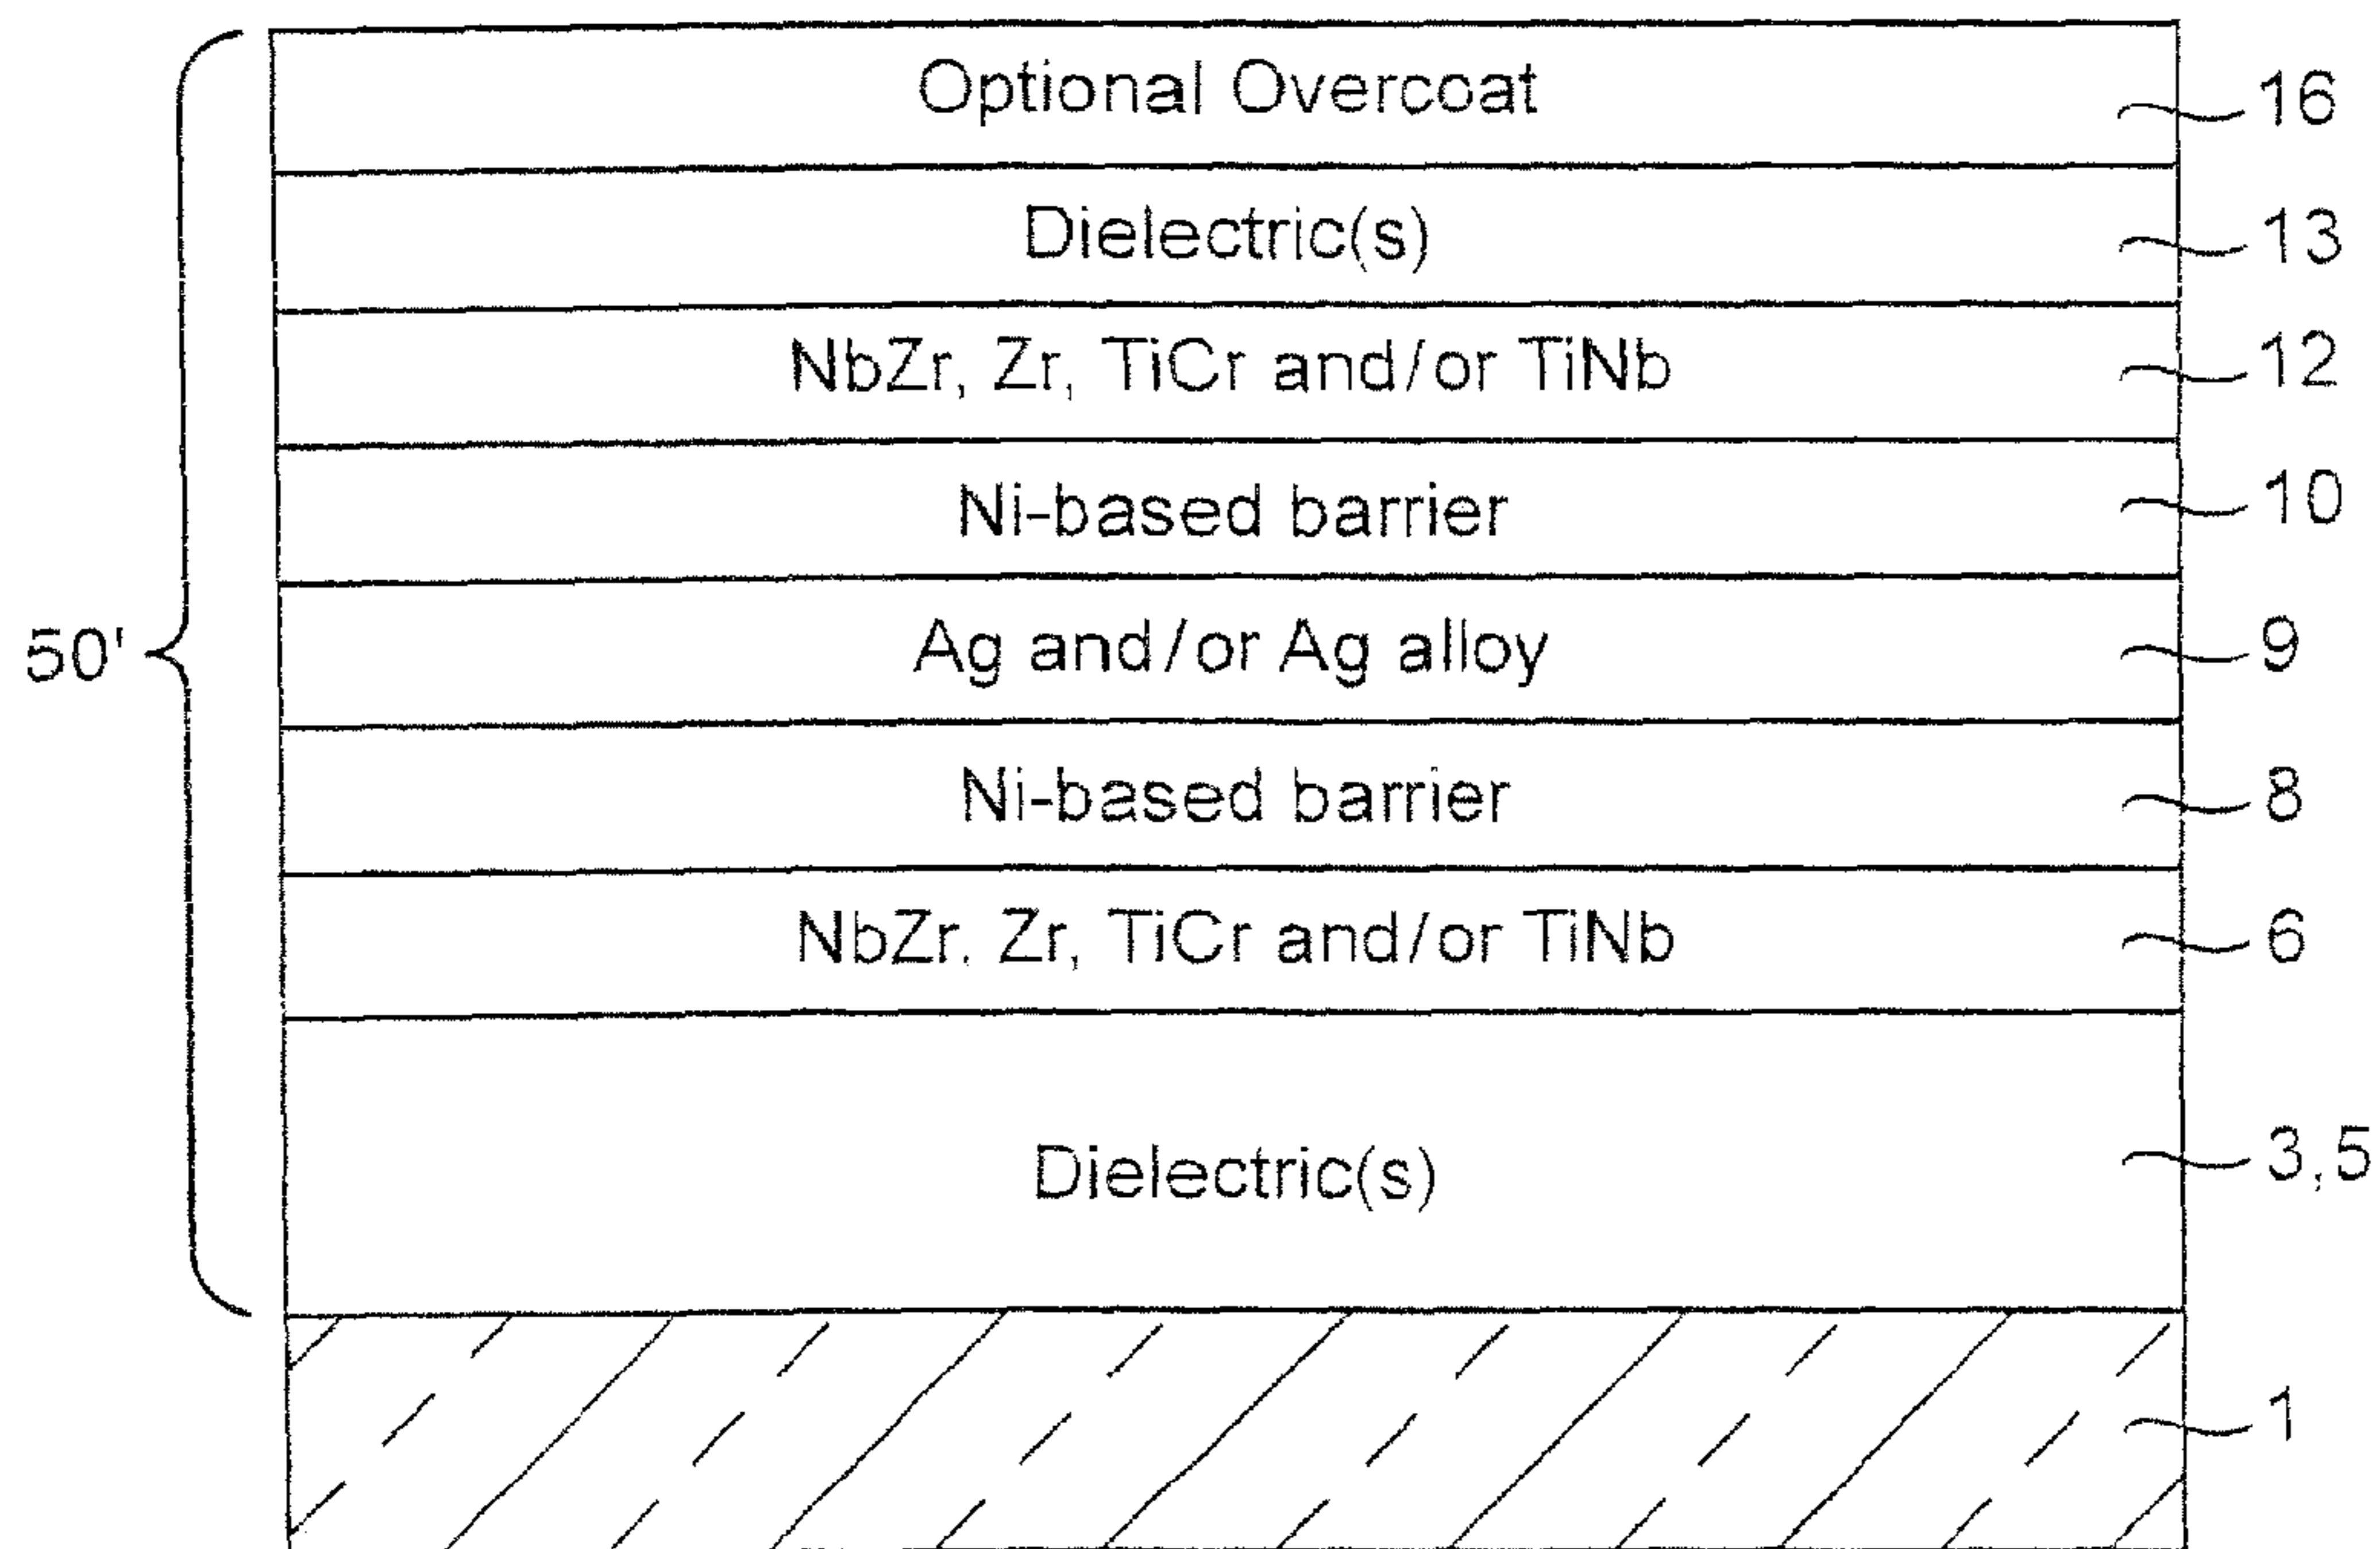 Optional Overcoat 16
Dielectric(s) 13
NbZr, Zr, TiCr and/or TiNb 12
Ni-based barrier 10
50' Ag and/or Ag alloy 9
Ni-based barrier 8
NbZr, Zr, TiCr and/or TiNb 6
Dielectric(s) 3,5
1